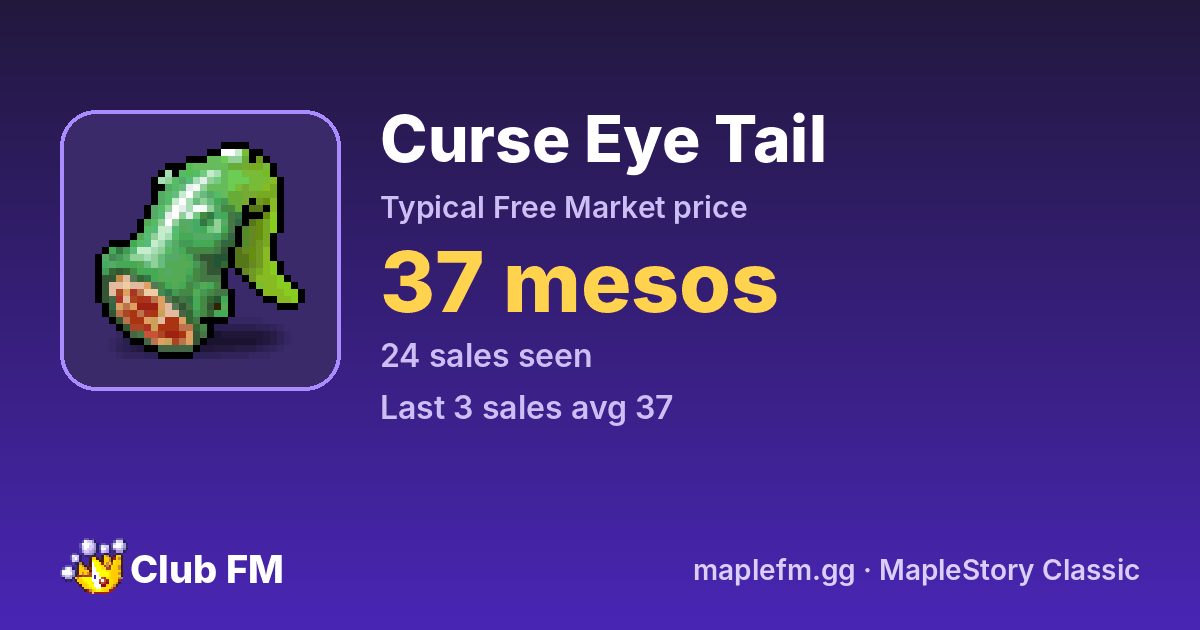 Curse Eye Tail
Typical Free Market price
37 mesos
24 sales seen
Last 3 sales avg 37
Club FM
maplefm.gg · MapleStory Classic